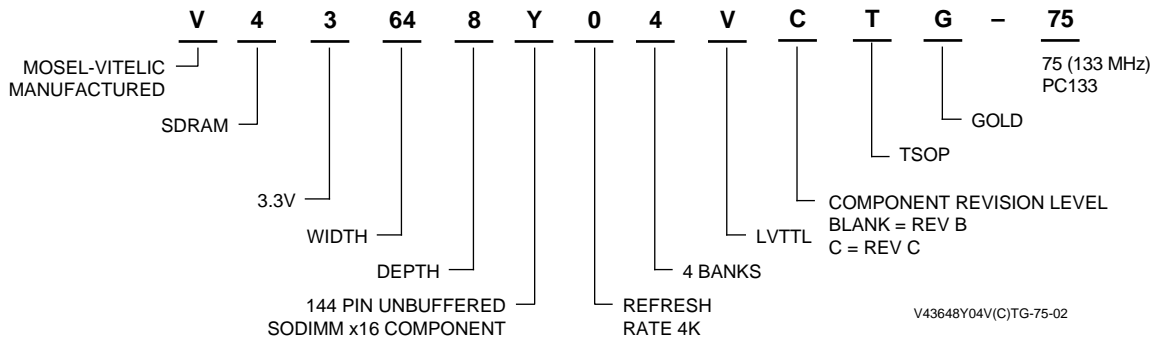 V 4 3 64 8 Y 0 4 V C T G – 75
MOSEL-VITELIC
MANUFACTURED
75 (133 MHz)
PC133
SDRAM
GOLD
TSOP
3.3V
COMPONENT REVISION LEVEL
BLANK = REV B
C = REV C
WIDTH
LVTTL
DEPTH
4 BANKS
144 PIN UNBUFFERED
SODIMM x16 COMPONENT
REFRESH
RATE 4K
V43648Y04V(C)TG-75-02